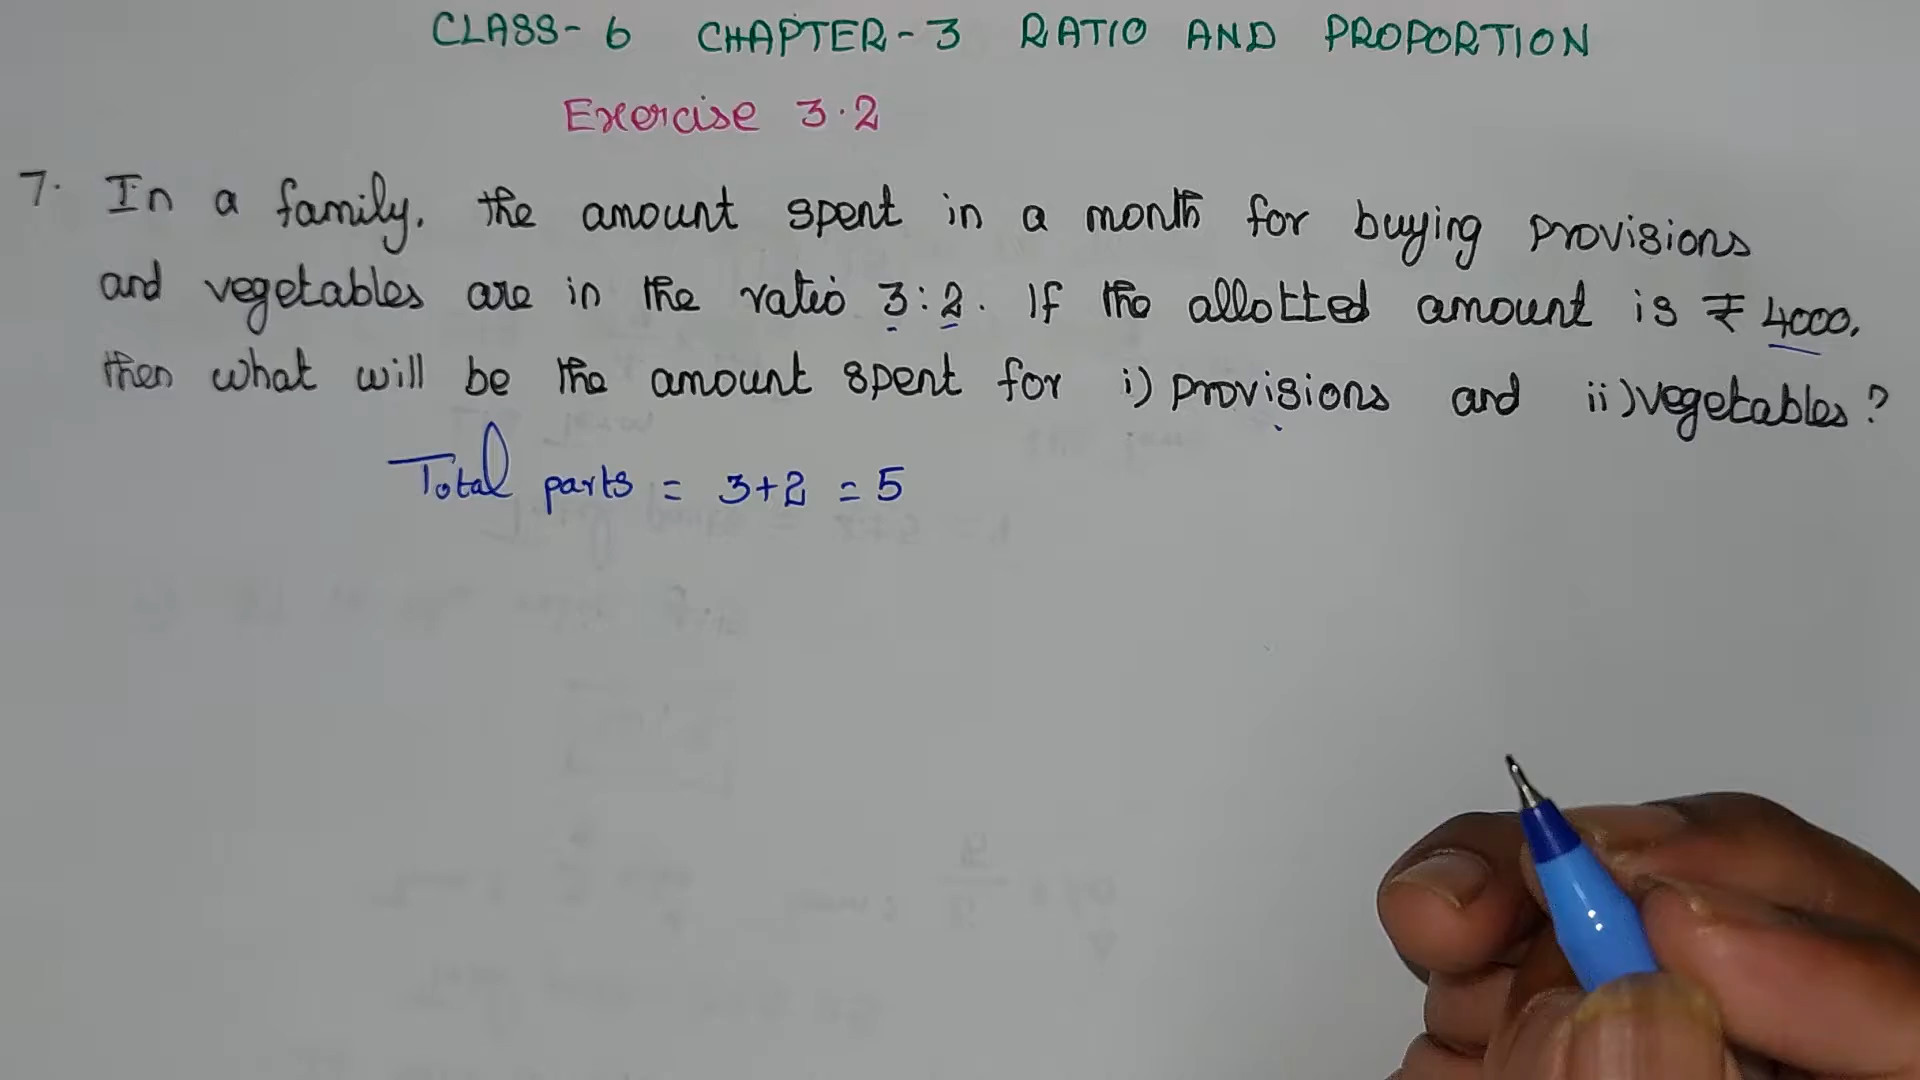 CLASS- 6 CHAPTER - 3 RATIO AND PROPORTION
Exercise 3.2
7. In a family, the amount spent in a month for buying provisions
and vegetables are in the ratio 3:2. If the allotted amount is ₹ 4000,
then what will be the amount spent for i) provisions and ii) vegetables?
Total parts = 3+2 = 5